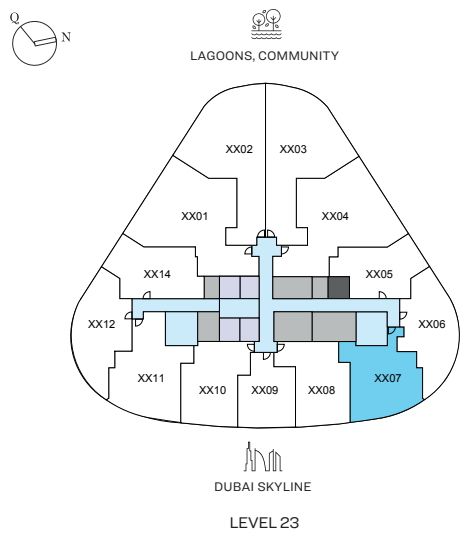 Q
N
LAGOONS, COMMUNITY
XX02
XX03
XX01
XX04
XX14
XX05
XX12
XX06
XX11
XX07
XX10
XX09
XX08
DUBAI SKYLINE
LEVEL 23